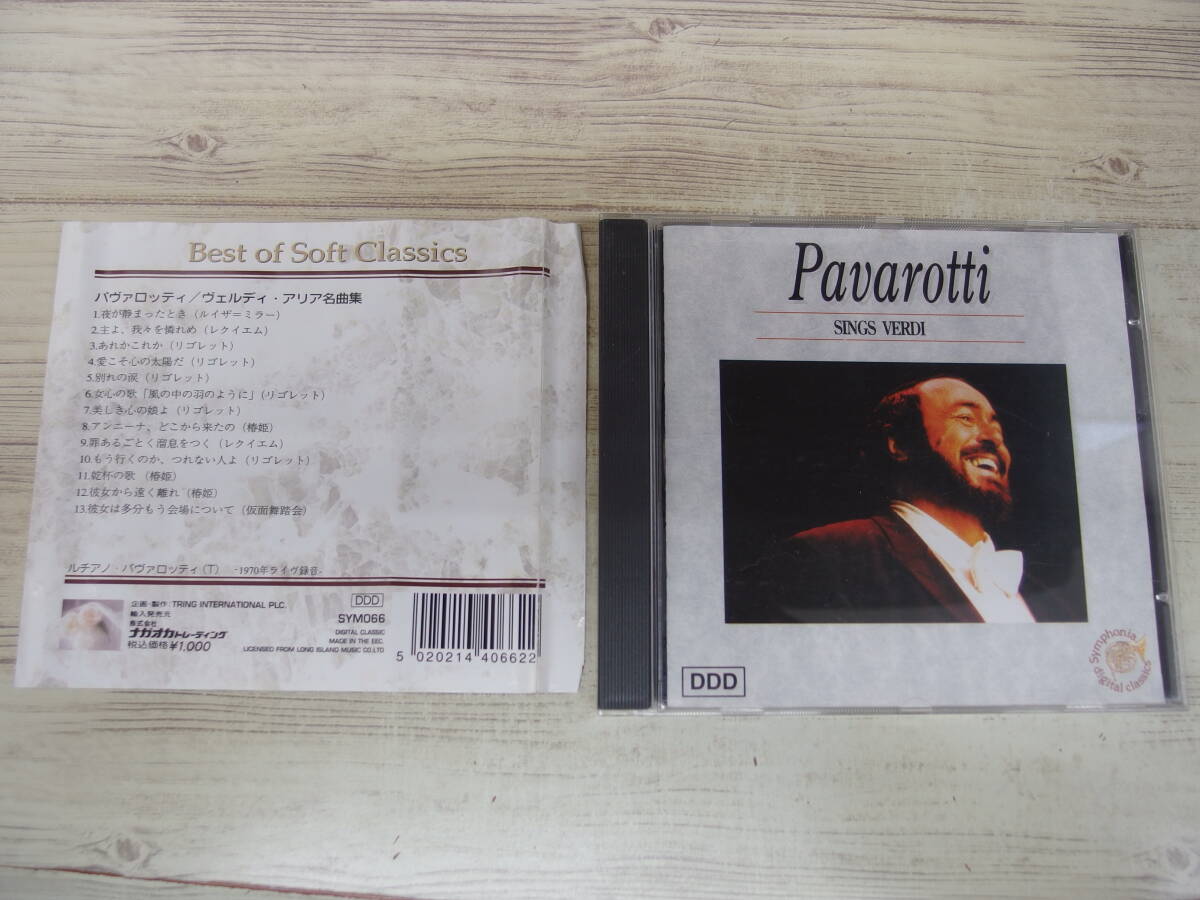 Best of Soft Classics
パヴァロッティ/ヴェルディ・アリア名曲集
1.夜が静まったとき（ルイザ＝ミラー）
2.主よ、我々を憐れめ（レクイエム）
3.あれかこれか（リゴレット）
4.愛こそ心の太陽だ（リゴレット）
5.別れの涙（リゴレット）
6.女心の歌「風の中の羽のように」（リゴレット）
7.美しき心の娘よ（リゴレット）
8.アンニーナ、どこから来たの（椿姫）
9.罪あるごとく溜息をつく（レクイエム）
10.もう行くのか、つれない人よ（リゴレット）
11.乾杯の歌（椿姫）
12.彼女から遠く離れ（椿姫）
13.彼女は多分もう会場について（仮面舞踏会）
ルチアノ・パヴァロッティ（T） -1970年ライヴ録音-
企画・製作：TRING INTERNATIONAL PLC.
輸入発売元
株式会社
ナガオカトレーディング
税込価格¥1,000
DDD
SYM066
DIGITAL CLASSIC
MADE IN THE EEC.
LICENSED FROM LONG ISLAND MUSIC CO.LTD
5 020214 406622
Pavarotti
SINGS VERDI
DDD
Symphonia
digital classics